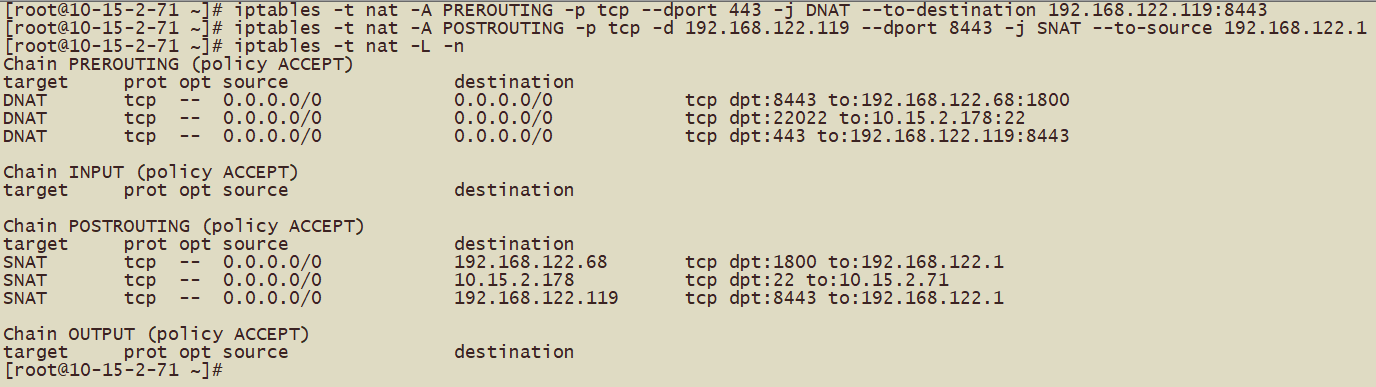 [root@10-15-2-71 ~]# iptables -t nat -A PREROUTING -p tcp --dport 443 -j DNAT --to-destination 192.168.122.119:8443
[root@10-15-2-71 ~]# iptables -t nat -A POSTROUTING -p tcp -d 192.168.122.119 --dport 8443 -j SNAT --to-source 192.168.122.1
[root@10-15-2-71 ~]# iptables -t nat -L -n
Chain PREROUTING (policy ACCEPT)
target     prot opt source               destination
DNAT       tcp  --  0.0.0.0/0            0.0.0.0/0            tcp dpt:8443 to:192.168.122.68:1800
DNAT       tcp  --  0.0.0.0/0            0.0.0.0/0            tcp dpt:22022 to:10.15.2.178:22
DNAT       tcp  --  0.0.0.0/0            0.0.0.0/0            tcp dpt:443 to:192.168.122.119:8443

Chain INPUT (policy ACCEPT)
target     prot opt source               destination

Chain POSTROUTING (policy ACCEPT)
target     prot opt source               destination
SNAT       tcp  --  0.0.0.0/0            192.168.122.68       tcp dpt:1800 to:192.168.122.1
SNAT       tcp  --  0.0.0.0/0            10.15.2.178          tcp dpt:22 to:10.15.2.71
SNAT       tcp  --  0.0.0.0/0            192.168.122.119      tcp dpt:8443 to:192.168.122.1

Chain OUTPUT (policy ACCEPT)
target     prot opt source               destination
[root@10-15-2-71 ~]#